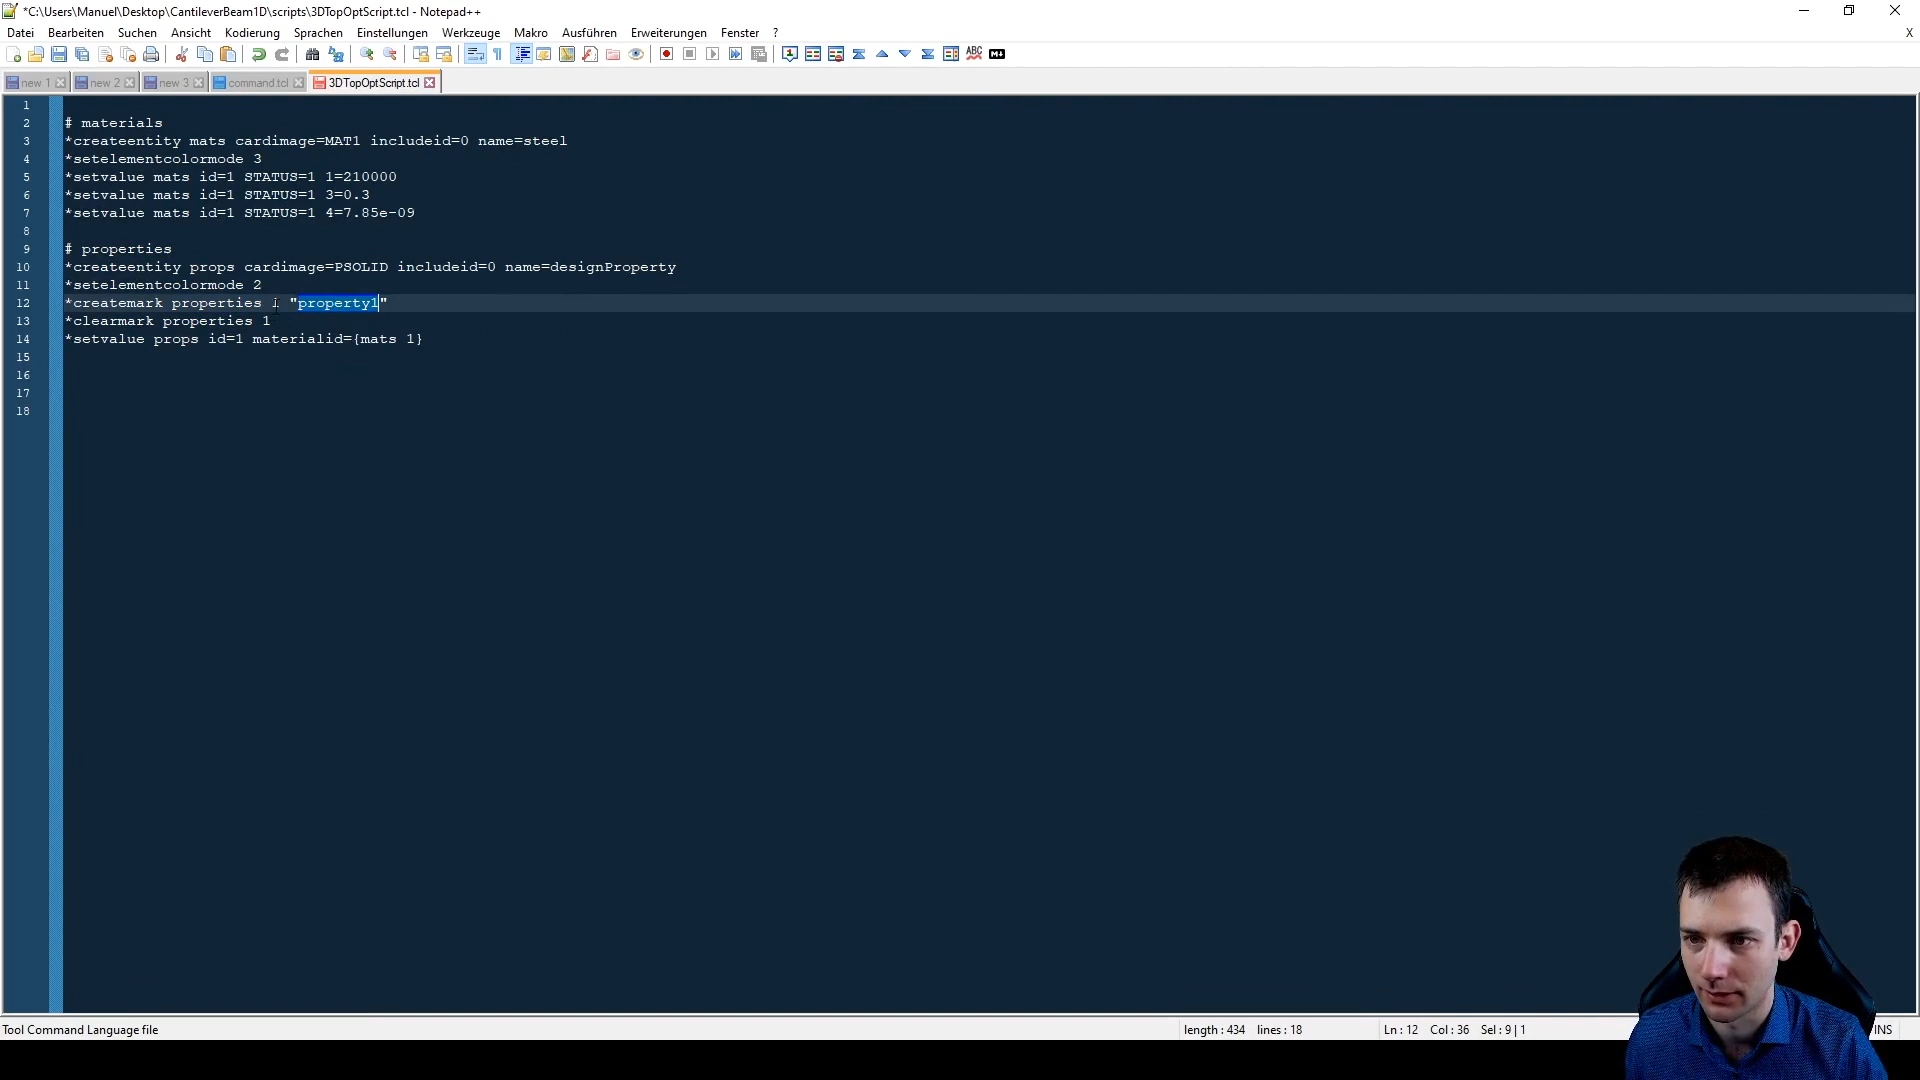 *C:\Users\Manuel\Desktop\CantileverBeam1D\scripts\3DTopOptScript.tcl - Notepad++
Datei Bearbeiten Suchen Ansicht Kodierung Sprachen Einstellungen Werkzeuge Makro Ausführen Erweiterungen Fenster ? X
new 1 new 2 new 3 command.tcl 3DTopOptScript.tcl
1
2 # materials
3 *createentity mats cardimage=MAT1 includeid=0 name=steel
4 *setelementcolormode 3
5 *setvalue mats id=1 STATUS=1 1=210000
6 *setvalue mats id=1 STATUS=1 3=0.3
7 *setvalue mats id=1 STATUS=1 4=7.85e-09
8
9 # properties
10 *createentity props cardimage=PSOLID includeid=0 name=designProperty
11 *setelementcolormode 2
12 *createmark properties 1 "property1"
13 *clearmark properties 1
14 *setvalue props id=1 materialid={mats 1}
15
16
17
18
Tool Command Language file length : 434 lines : 18 Ln : 12 Col : 36 Sel : 9 | 1 INS